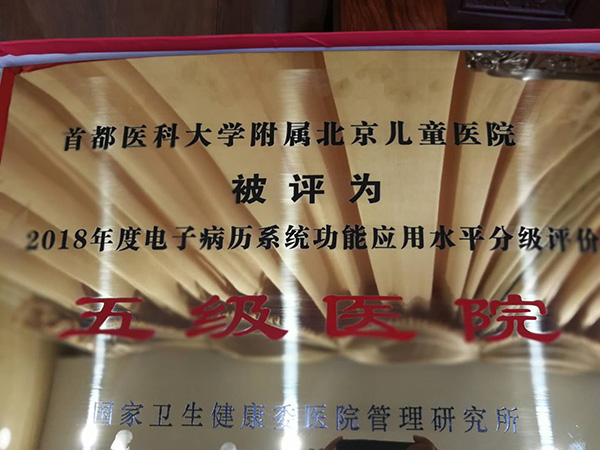 首都医科大学附属北京儿童医院
被评为
2018年度电子病历系统功能应用水平分级评价
五级医院
国家卫生健康委医院管理研究所